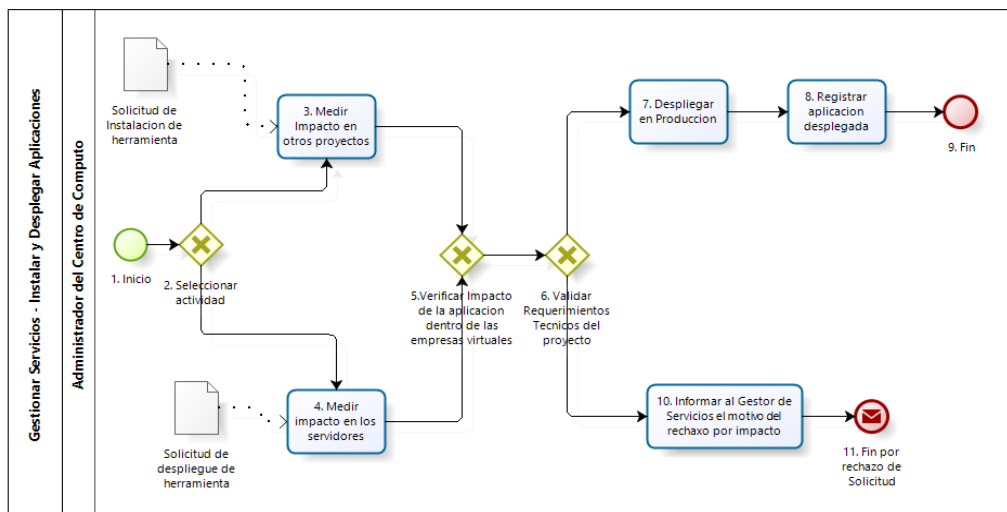 Gestionar Servicios - Instalar y Desplegar Aplicaciones
Administrador del Centro de Computo
Solicitud de
Instalacion de
herramienta
3. Medir
Impacto en
otros proyectos
7. Despliegar
en Produccion
8. Registrar
aplicacion
desplegada
9. Fin
1. Inicio
2. Seleccionar
actividad
5.Verificar Impacto
de la aplicacion
dentro de las
empresas virtuales
6. Validar
Requerimientos
Tecnicos del
proyecto
Solicitud de
despliegue de
herramienta
4. Medir
impacto en los
servidores
10. Informar al Gestor de
Servicios el motivo del
rechaxo por impacto
11. Fin por
rechazo de
Solicitud